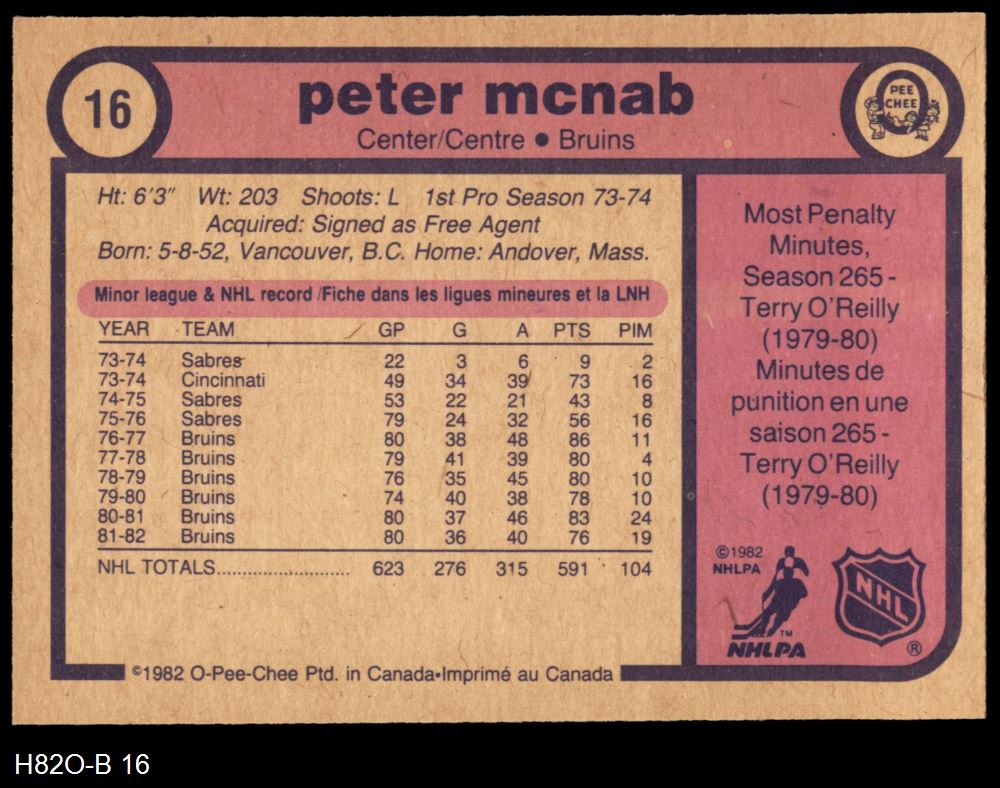 16
peter mcnab
Center/Centre • Bruins
PEE
CHEE
Ht: 6'3" Wt: 203 Shoots: L 1st Pro Season 73-74
Acquired: Signed as Free Agent
Born: 5-8-52, Vancouver, B.C. Home: Andover, Mass.
Minor league & NHL record/Fiche dans les ligues mineures et la LNH
YEAR TEAM GP G A PTS PIM
73-74 Sabres 22 3 6 9 2
73-74 Cincinnati 49 34 39 73 16
74-75 Sabres 53 22 21 43 8
75-76 Sabres 79 24 32 56 16
76-77 Bruins 80 38 48 86 11
77-78 Bruins 79 41 39 80 4
78-79 Bruins 76 35 45 80 10
79-80 Bruins 74 40 38 78 10
80-81 Bruins 80 37 46 83 24
81-82 Bruins 80 36 40 76 19
NHL TOTALS........................ 623 276 315 591 104
©1982 O-Pee-Chee Ptd. in Canada•Imprimé au Canada
Most Penalty
Minutes,
Season 265 -
Terry O'Reilly
(1979-80)
Minutes de
punition en une
saison 265 -
Terry O'Reilly
(1979-80)
©1982
NHLPA
TM
NHLPA
NHL
®
H82O-B 16